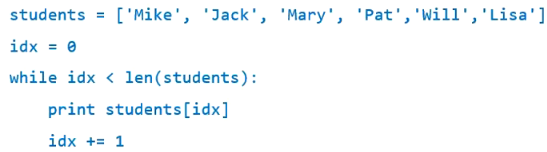 students = ['Mike', 'Jack', 'Mary', 'Pat','Will','Lisa']
idx = 0
while idx < len(students):
    print students[idx]
    idx += 1